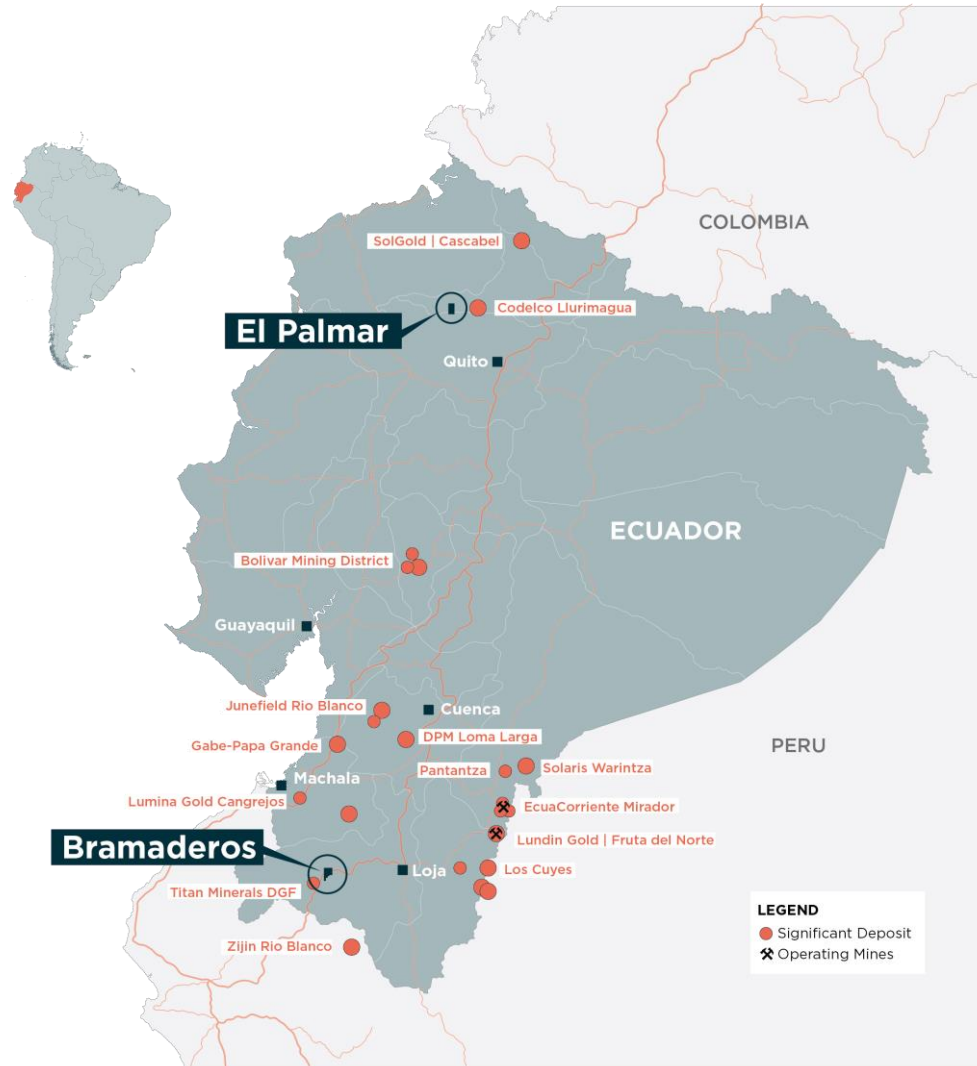 COLOMBIA
SolGold | Cascabel
Codelco Llurimagua
El Palmar
Quito
ECUADOR
Bolivar Mining District
Guayaquil
Junefield Rio Blanco
Cuenca
DPM Loma Larga
Gabe-Papa Grande
PERU
Pantantza
Solaris Warintza
Machala
Lumina Gold Cangrejos
EcuaCorriente Mirador
Lundin Gold | Fruta del Norte
Bramaderos
Loja
Los Cuyes
Titan Minerals DGF
Zijin Rio Blanco
LEGEND
Significant Deposit
Operating Mines